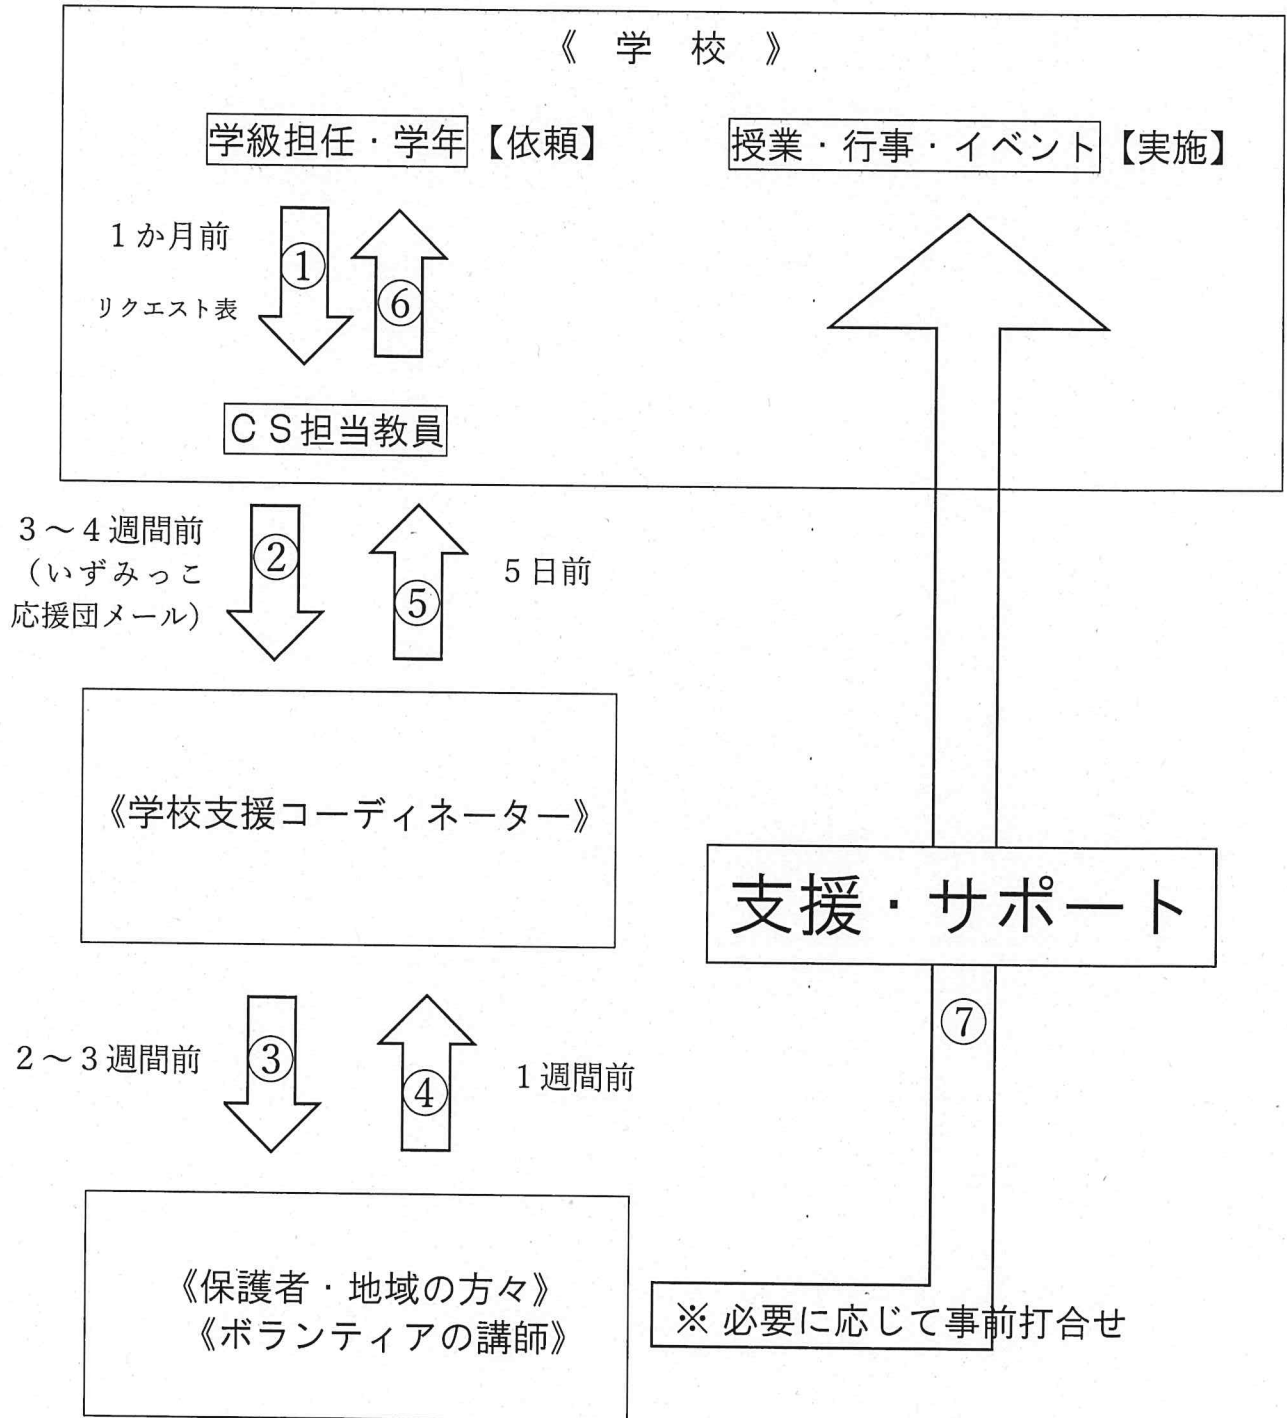 《 学 校 》
学級担任・学年【依頼】
授業・行事・イベント【実施】
1か月前
リクエスト表
①
⑥
CS担当教員
3～4週間前
（いずみっこ
応援団メール）
②
⑤
5日前
《学校支援コーディネーター》
支援・サポート
⑦
2～3週間前
③
④
1週間前
《保護者・地域の方々》
《ボランティアの講師》
※ 必要に応じて事前打合せ